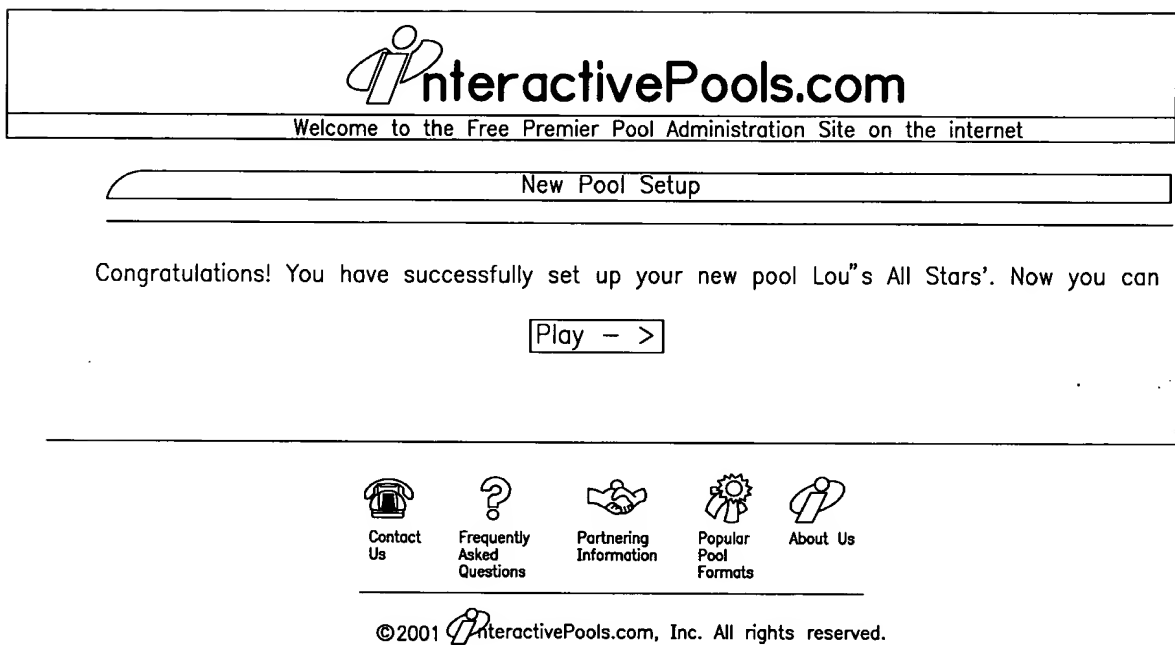 interactivePools.com
Welcome to the Free Premier Pool Administration Site on the internet
New Pool Setup
Congratulations! You have successfully set up your new pool Lou"s All Stars'. Now you can
Play - >
Contact Us
Frequently Asked Questions
Partnering Information
Popular Pool Formats
About Us
©2001 interactivePools.com, Inc. All rights reserved.